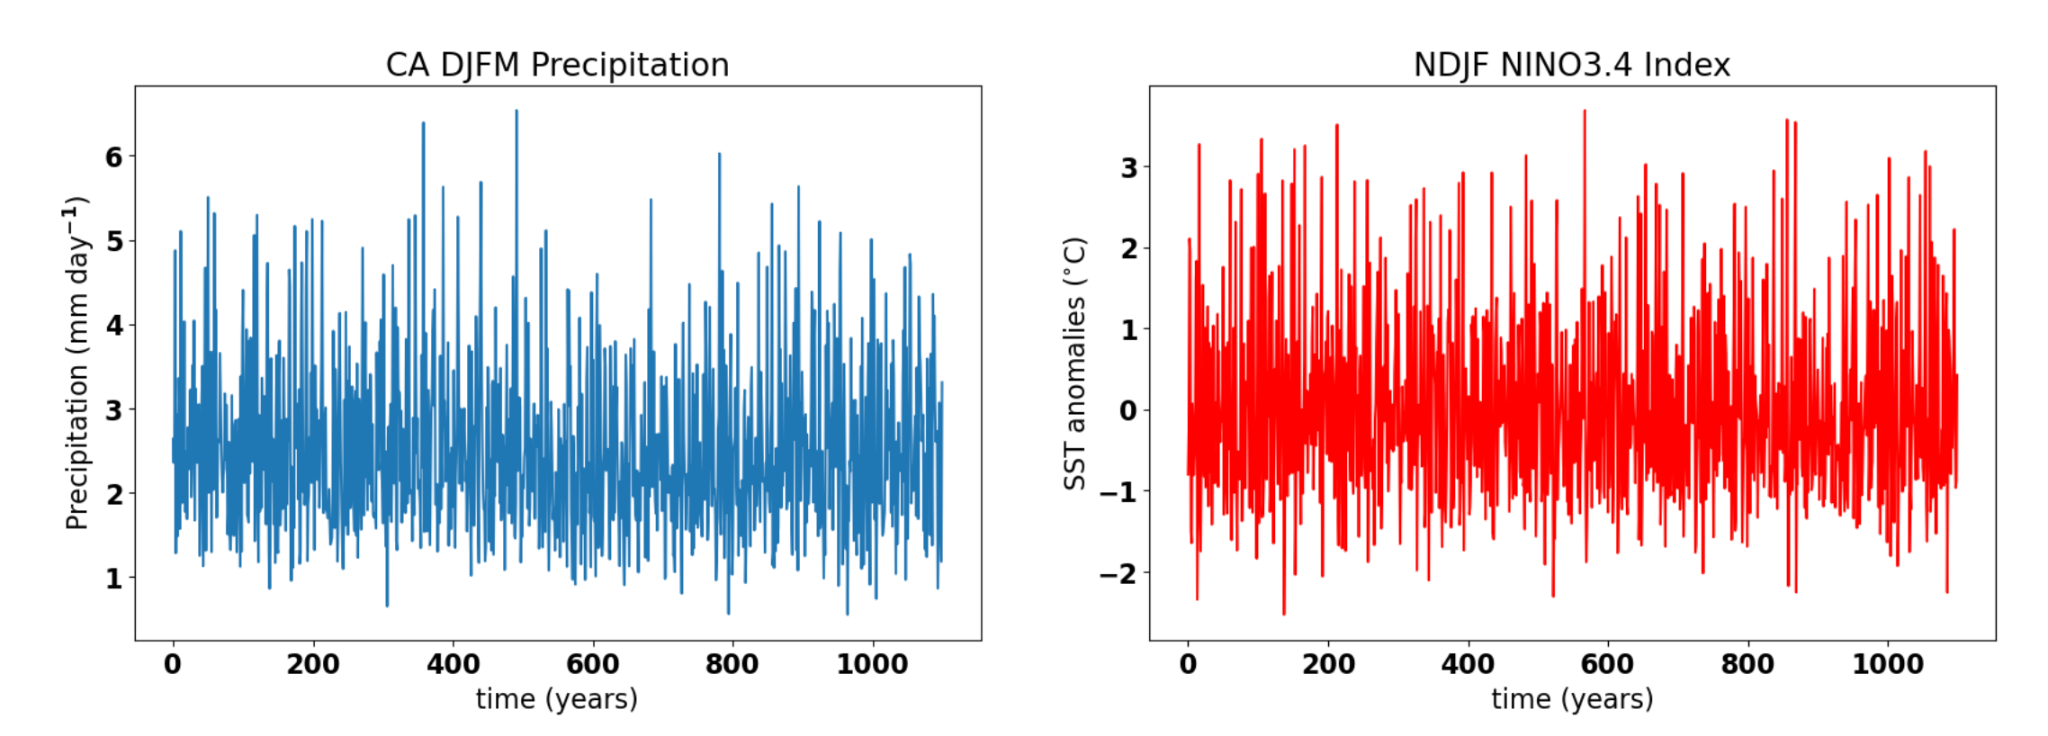 CA DJFM Precipitation
Precipitation (mm day⁻¹)
6
5
4
3
2
1
0 200 400 600 800 1000
time (years)
NDJF NINO3.4 Index
SST anomalies (°C)
3
2
1
0
−1
−2
0 200 400 600 800 1000
time (years)